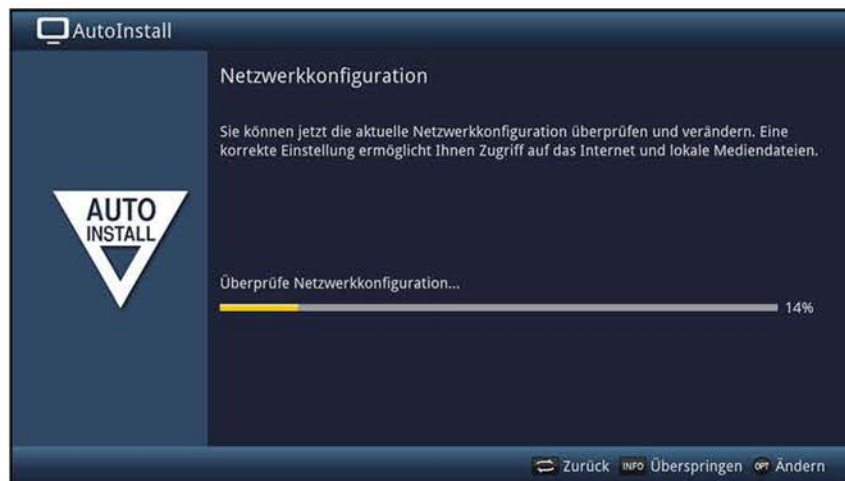 AutoInstall
Netzwerkkonfiguration
Sie können jetzt die aktuelle Netzwerkkonfiguration überprüfen und verändern. Eine
korrekte Einstellung ermöglicht Ihnen Zugriff auf das Internet und lokale Mediendateien.
AUTO
INSTALL
Überprüfe Netzwerkkonfiguration...
14%
Zurück INFO Überspringen OPT Ändern